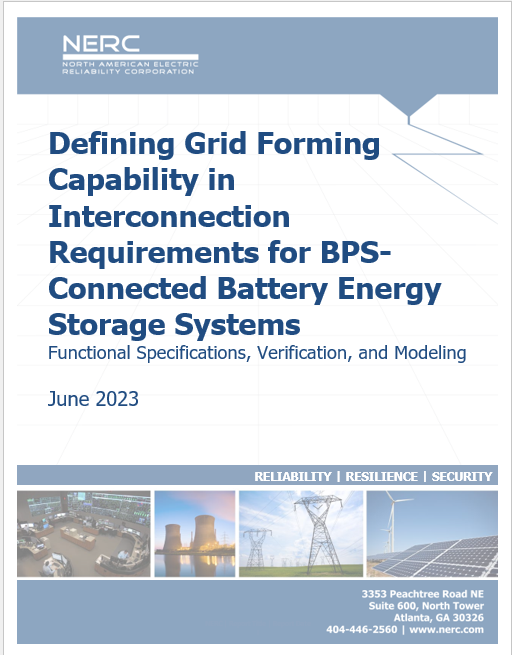 NERC
NORTH AMERICAN ELECTRIC
RELIABILITY CORPORATION
Defining Grid Forming
Capability in
Interconnection
Requirements for BPS-
Connected Battery Energy
Storage Systems
Functional Specifications, Verification, and Modeling
June 2023
RELIABILITY | RESILIENCE | SECURITY
3353 Peachtree Road NE
Suite 600, North Tower
Atlanta, GA 30326
404-446-2560 | www.nerc.com